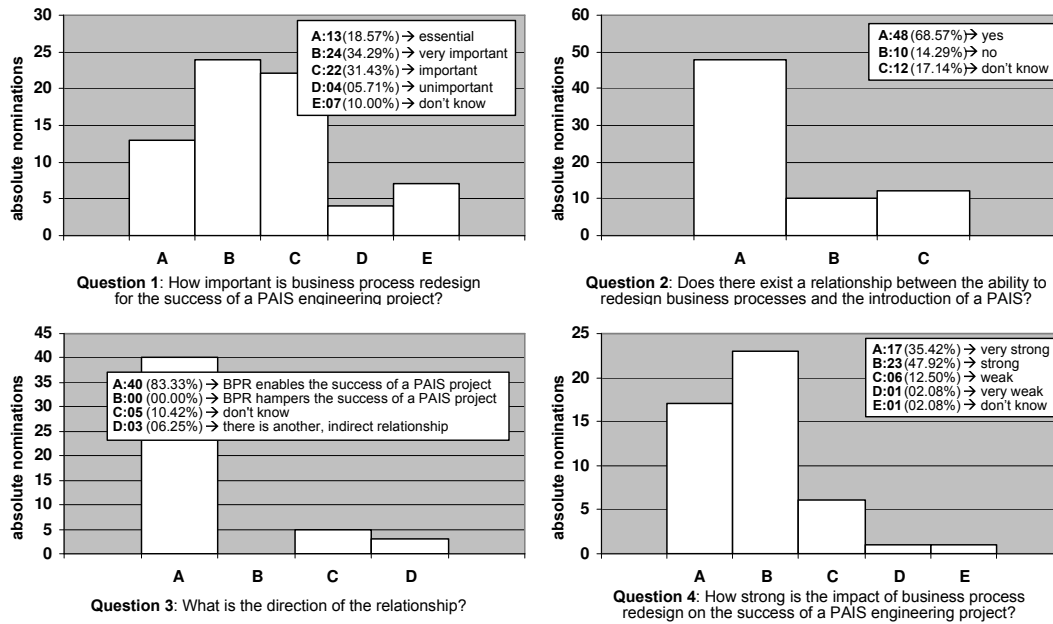 absolute nominations
30
25
20
15
10
5
0
A:13(18.57%)→ essential
B:24(34.29%)→ very important
C:22(31.43%)→ important
D:04(05.71%)→ unimportant
E:07(10.00%)→ don't know
A B C D E
Question 1: How important is business process redesign
for the success of a PAIS engineering project?
absolute nominations
60
50
40
30
20
10
0
A:48(68.57%)→ yes
B:10(14.29%)→ no
C:12(17.14%)→ don't know
A B C
Question 2: Does there exist a relationship between the ability to
redesign business processes and the introduction of a PAIS?
absolute nominations
45
40
35
30
25
20
15
10
5
0
A:40 (83.33%)→ BPR enables the success of a PAIS project
B:00 (00.00%)→ BPR hampers the success of a PAIS project
C:05 (10.42%)→ don't know
D:03 (06.25%)→ there is another, indirect relationship
A B C D
Question 3: What is the direction of the relationship?
absolute nominations
25
20
15
10
5
0
A:17(35.42%)→ very strong
B:23(47.92%)→ strong
C:06(12.50%)→ weak
D:01(02.08%)→ very weak
E:01(02.08%)→ don't know
A B C D E
Question 4: How strong is the impact of business process
redesign on the success of a PAIS engineering project?